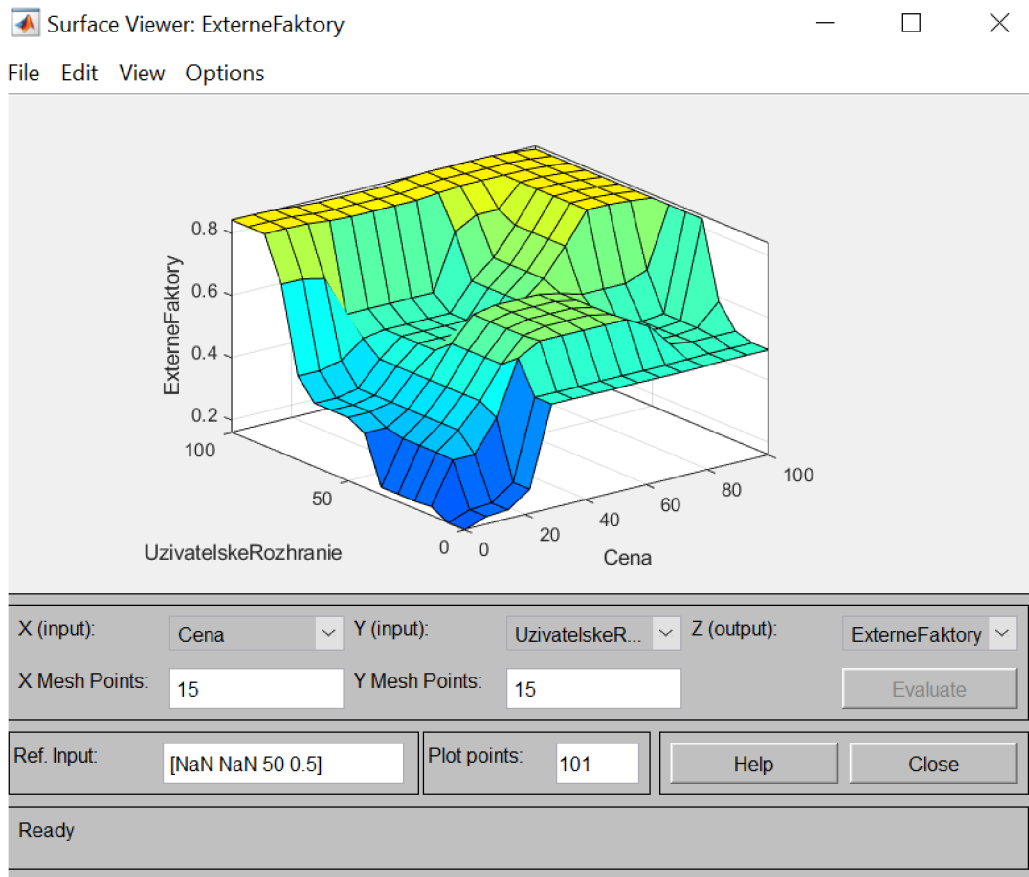 Surface Viewer: ExterneFaktory
File Edit View Options
0.8
0.6
0.4
0.2
ExterneFaktory
100
50
0
UzivatelskeRozhranie
0
20
40
60
80
100
Cena
X (input): Cena Y (input): UzivatelskeR... Z (output): ExterneFaktory
X Mesh Points: 15 Y Mesh Points: 15 Evaluate
Ref. Input: [NaN NaN 50 0.5] Plot points: 101 Help Close
Ready